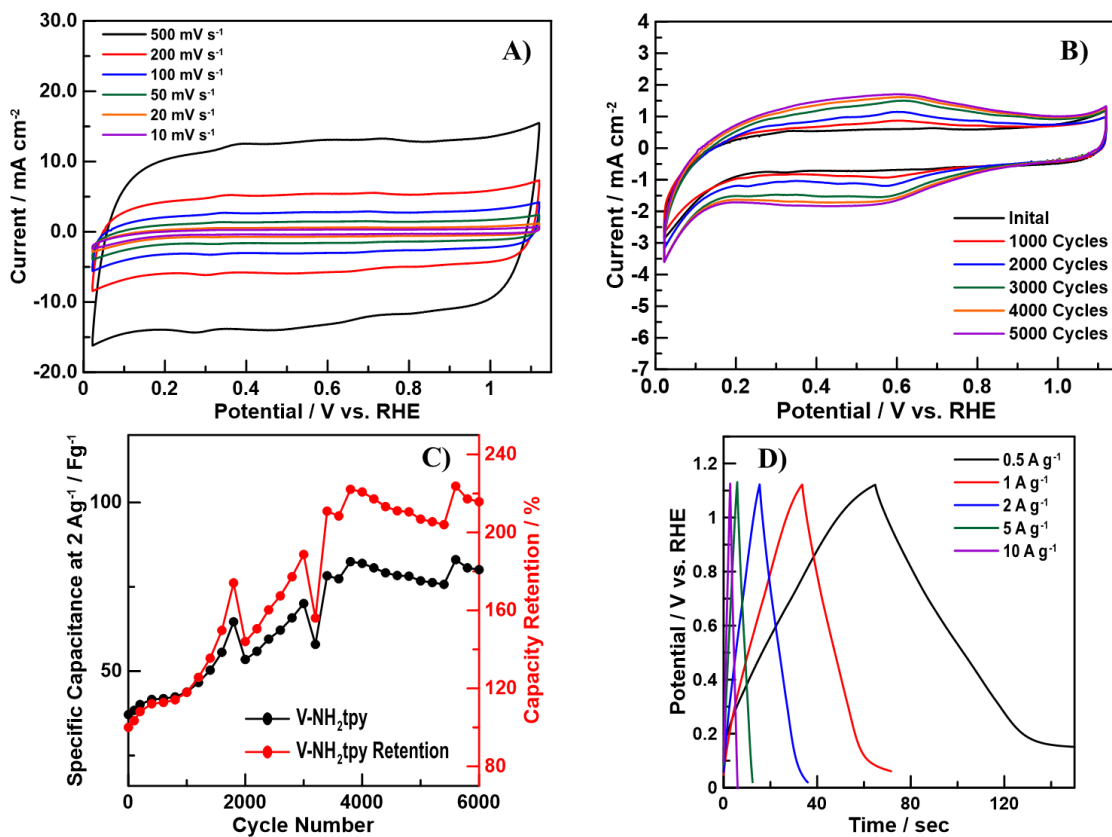 A)
30.0
20.0
10.0
0.0
-10.0
-20.0
Current / mA cm⁻²
500 mV s⁻¹
200 mV s⁻¹
100 mV s⁻¹
50 mV s⁻¹
20 mV s⁻¹
10 mV s⁻¹
0 0.2 0.4 0.6 0.8 1
Potential / V vs. RHE
B)
4
3
2
1
0
-1
-2
-3
-4
-5
-6
-7
Current / mA cm⁻²
Inital
1000 Cycles
2000 Cycles
3000 Cycles
4000 Cycles
5000 Cycles
0.0 0.2 0.4 0.6 0.8 1.0
Potential / V vs. RHE
C)
Specific Capacitance at 2 Ag⁻¹ / Fg⁻¹
100
50
240
200
160
120
80
Capacity Retention / %
V-NH₂tpy
V-NH₂tpy Retention
0 2000 4000 6000
Cycle Number
D)
Potential / V vs. RHE
1.2
1.0
0.8
0.6
0.4
0.2
0
0.5 A g⁻¹
1 A g⁻¹
2 A g⁻¹
5 A g⁻¹
10 A g⁻¹
0 40 80 120
Time / sec